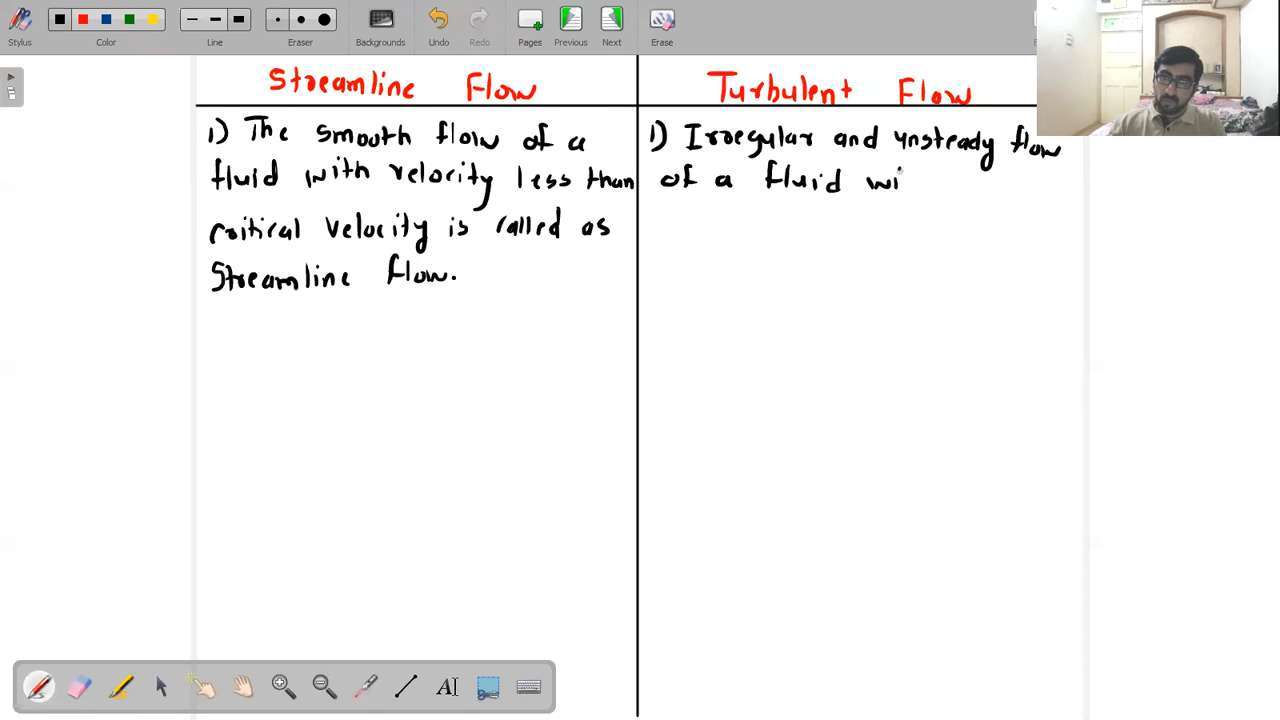 Stylus
Color
Line
Eraser
Backgrounds
Undo
Redo
Pages
Previous
Next
Erase
Streamline Flow
1) The smooth flow of a
fluid with velocity less than
critical velocity is called as
Streamline flow.
Turbulent Flow
1) Irregular and unsteady flow
of a fluid wi